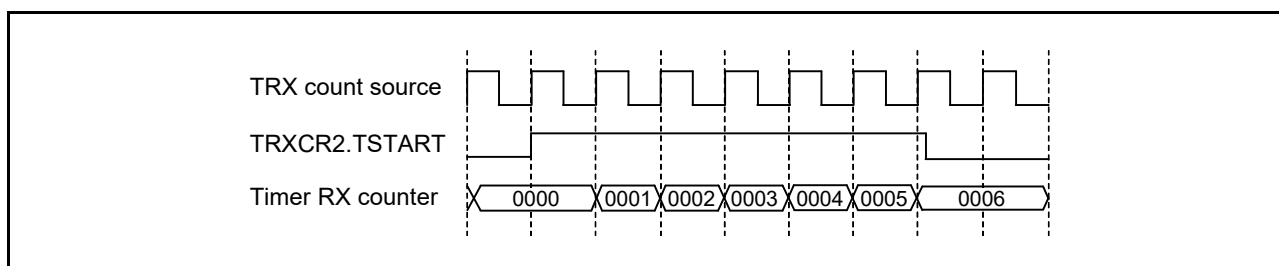 TRX count source
TRXCR2.TSTART
Timer RX counter 0000 0001 0002 0003 0004 0005 0006